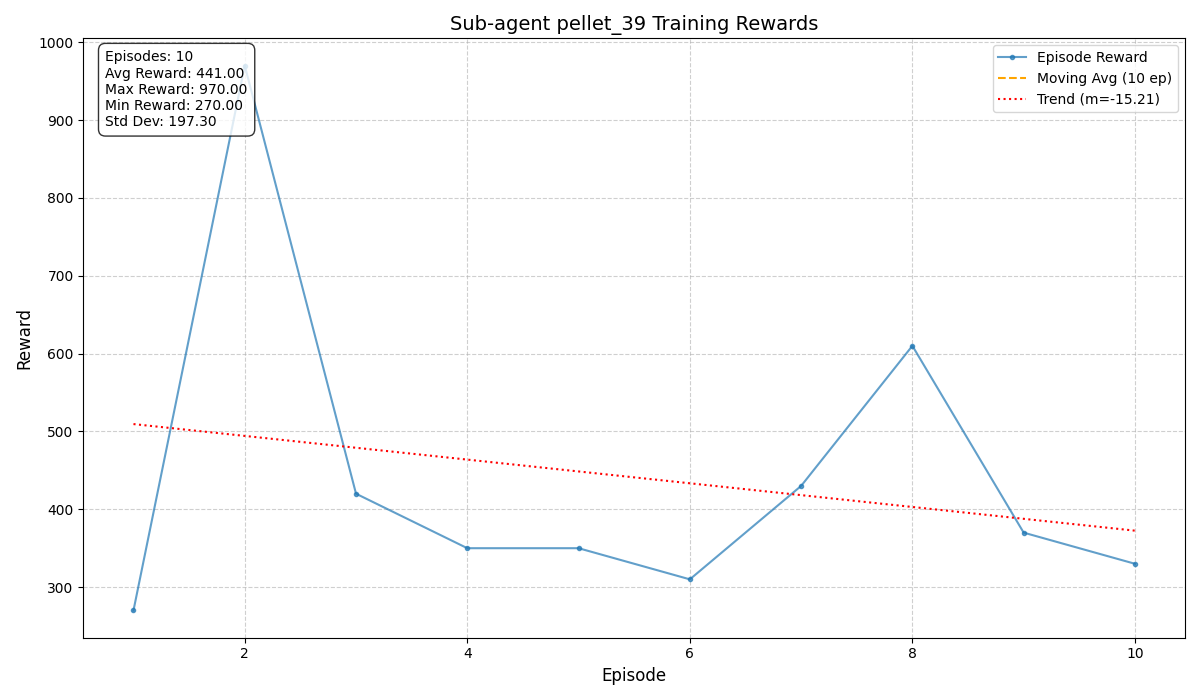 Sub-agent pellet_39 Training Rewards
Episodes: 10
Avg Reward: 441.00
Max Reward: 970.00
Min Reward: 270.00
Std Dev: 197.30
Episode Reward
Moving Avg (10 ep)
Trend (m=-15.21)
Reward
1000
900
800
700
600
500
400
300
2
4
6
8
10
Episode